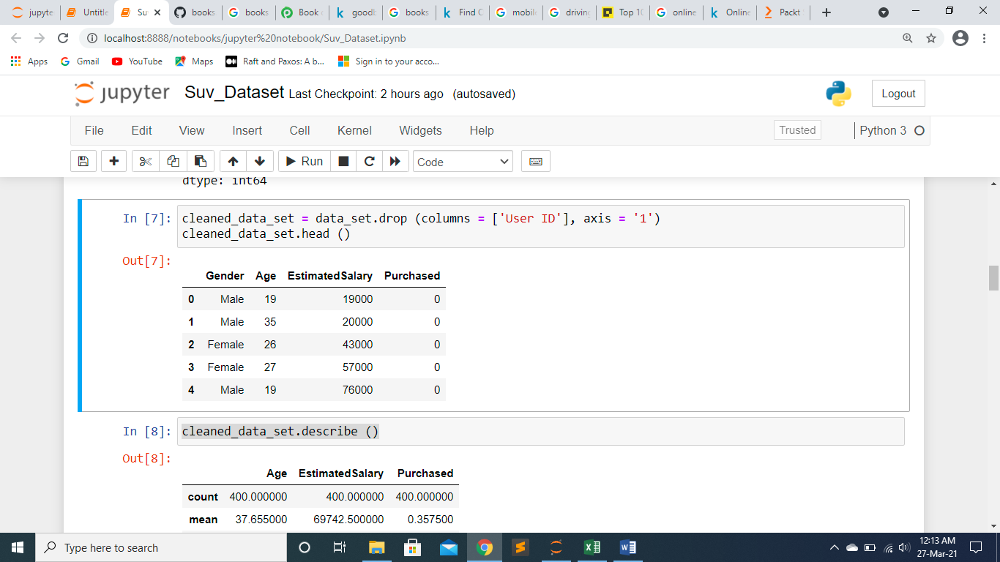 jupyte
Untitle
Su
books
books
Book
goodb
books
Find C
mobil
driving
Top 10
online
Online
Packt
localhost:8888/notebooks/jupyter%20notebook/Suv_Dataset.ipynb
Apps
Gmail
YouTube
Maps
Raft and Paxos: A b...
Sign in to your acco...
jupyter Suv_Dataset Last Checkpoint: 2 hours ago (autosaved)
Logout
File Edit View Insert Cell Kernel Widgets Help
Trusted
Python 3
Run
Code
dtype: int64
In [7]: cleaned_data_set = data_set.drop (columns = ['User ID'], axis = '1')
cleaned_data_set.head ()
Out[7]:
Gender Age EstimatedSalary Purchased
0 Male 19 19000 0
1 Male 35 20000 0
2 Female 26 43000 0
3 Female 27 57000 0
4 Male 19 76000 0
In [8]: cleaned_data_set.describe ()
Out[8]:
Age EstimatedSalary Purchased
count 400.000000 400.000000 400.000000
mean 37.655000 69742.500000 0.357500
Type here to search
12:13 AM
27-Mar-21